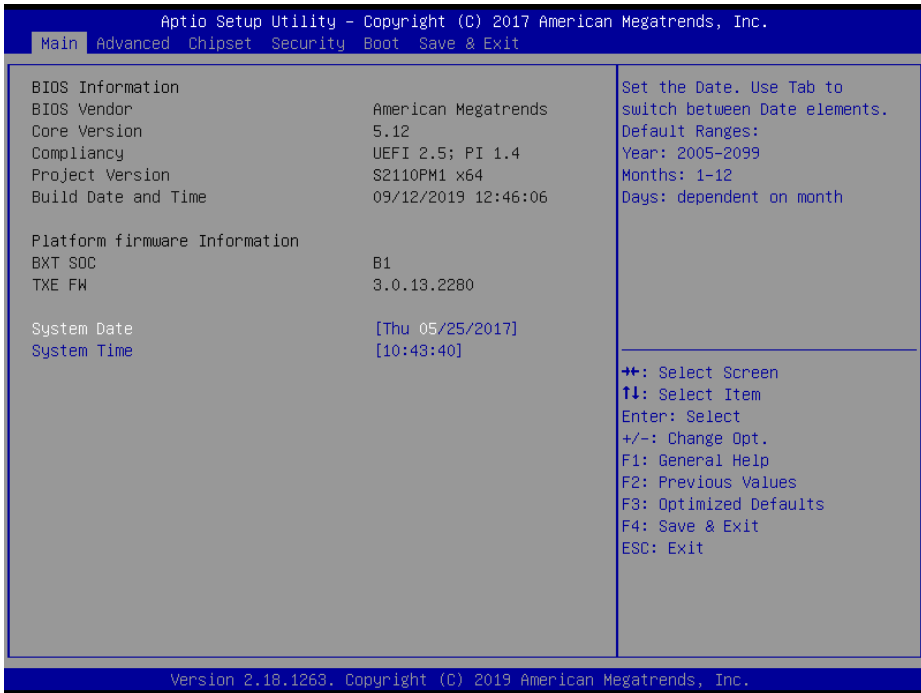 Aptio Setup Utility – Copyright (C) 2017 American Megatrends, Inc.
Main Advanced Chipset Security Boot Save & Exit
BIOS Information
BIOS Vendor American Megatrends
Core Version 5.12
Compliancy UEFI 2.5; PI 1.4
Project Version S2110PM1 x64
Build Date and Time 09/12/2019 12:46:06
Platform firmware Information
BXT SOC B1
TXE FW 3.0.13.2280
System Date [Thu 05/25/2017]
System Time [10:43:40]
Set the Date. Use Tab to
switch between Date elements.
Default Ranges:
Year: 2005-2099
Months: 1-12
Days: dependent on month
→←: Select Screen
↑↓: Select Item
Enter: Select
+/-: Change Opt.
F1: General Help
F2: Previous Values
F3: Optimized Defaults
F4: Save & Exit
ESC: Exit
Version 2.18.1263. Copyright (C) 2019 American Megatrends, Inc.